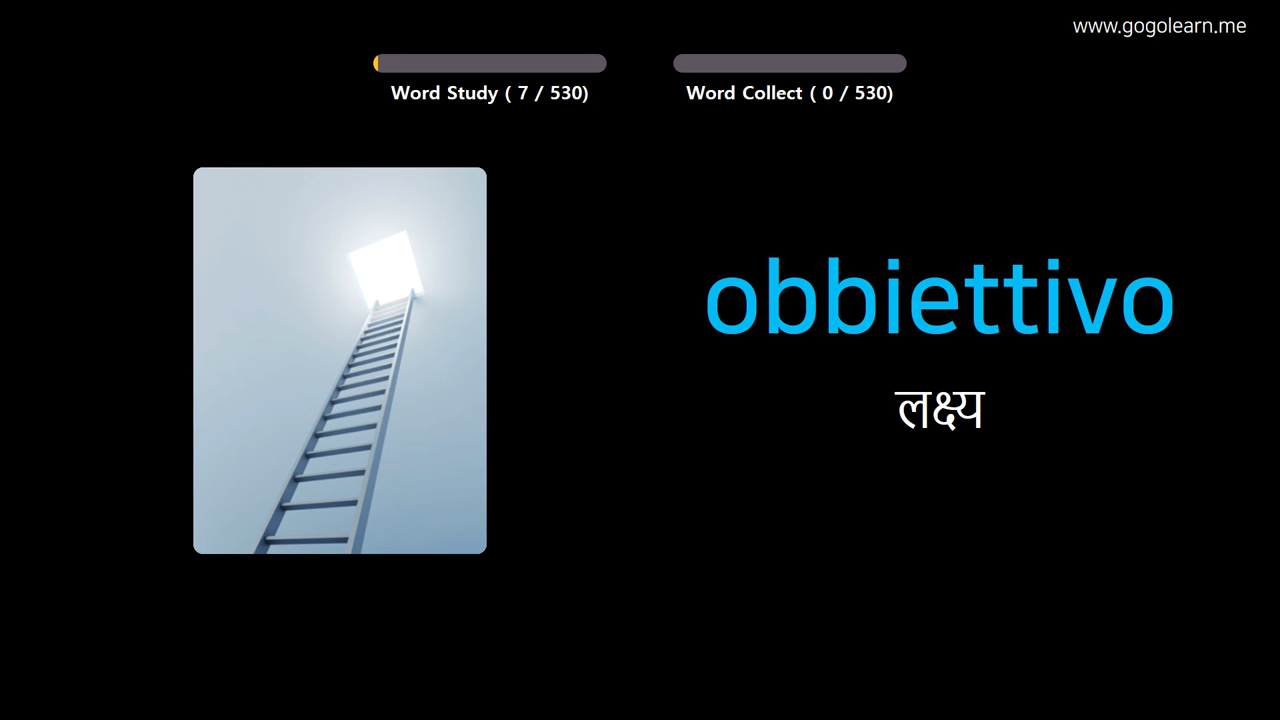 www.gogolearn.me
Word Study ( 7 / 530)
Word Collect ( 0 / 530)
obbiettivo
लक्ष्य